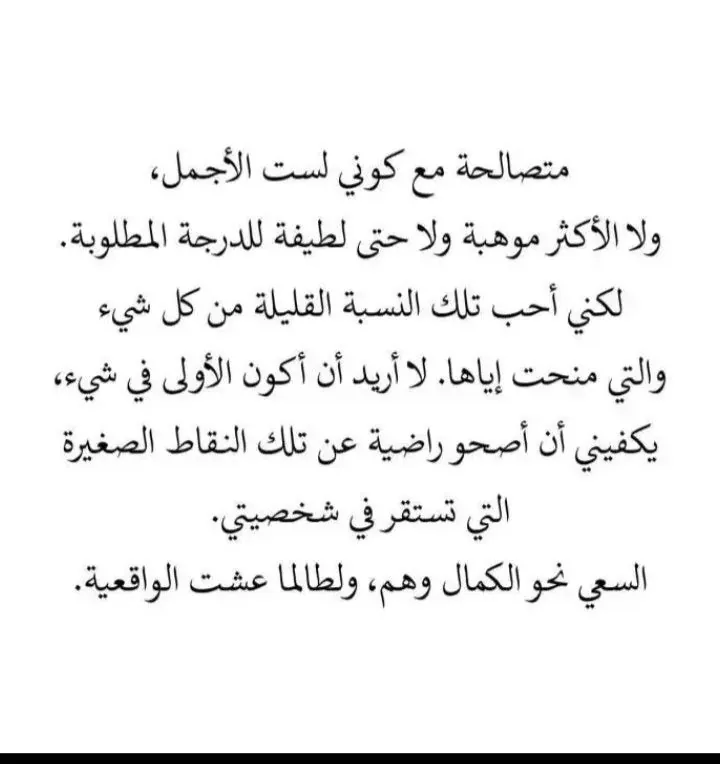 متصالحة مع كوني لست الأجمل،
ولا الأكثر موهبة ولا حتى لطيفة للدرجة المطلوبة.
لكني أحب تلك النسبة القليلة من كل شيء
والتي منحت إياها. لا أريد أن أكون الأولى في شيء،
يكفيني أن أصحو راضية عن تلك النقاط الصغيرة
التي تستقر في شخصيتي.
السعي نحو الكمال وهم، ولطالما عشت الواقعية.